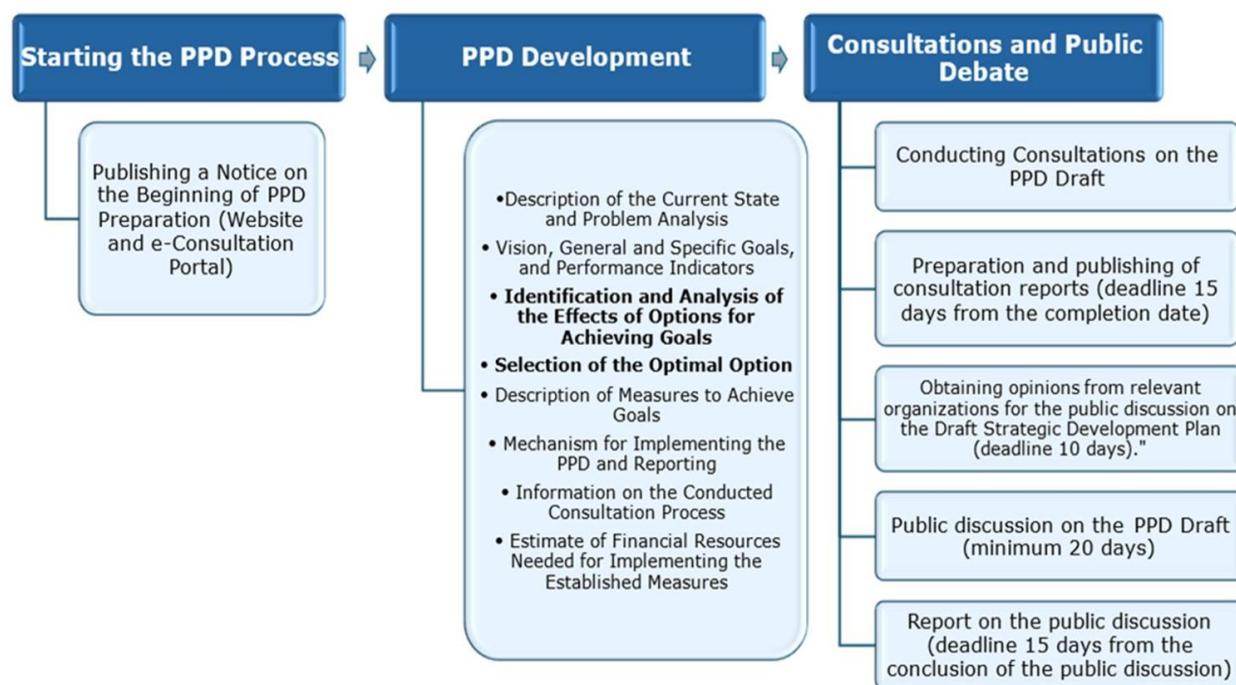 Starting the PPD Process
Publishing a Notice on
the Beginning of PPD
Preparation (Website
and e-Consultation
Portal)
PPD Development
•Description of the Current State
and Problem Analysis
• Vision, General and Specific Goals,
and Performance Indicators
• Identification and Analysis of
the Effects of Options for
Achieving Goals
• Selection of the Optimal Option
• Description of Measures to Achieve
Goals
• Mechanism for Implementing the
PPD and Reporting
• Information on the Conducted
Consultation Process
• Estimate of Financial Resources
Needed for Implementing the
Established Measures
Consultations and Public
Debate
Conducting Consultations on the
PPD Draft
Preparation and publishing of
consultation reports (deadline 15
days from the completion date)
Obtaining opinions from relevant
organizations for the public discussion on
the Draft Strategic Development Plan
(deadline 10 days)."
Public discussion on the PPD Draft
(minimum 20 days)
Report on the public discussion
(deadline 15 days from the
conclusion of the public discussion)